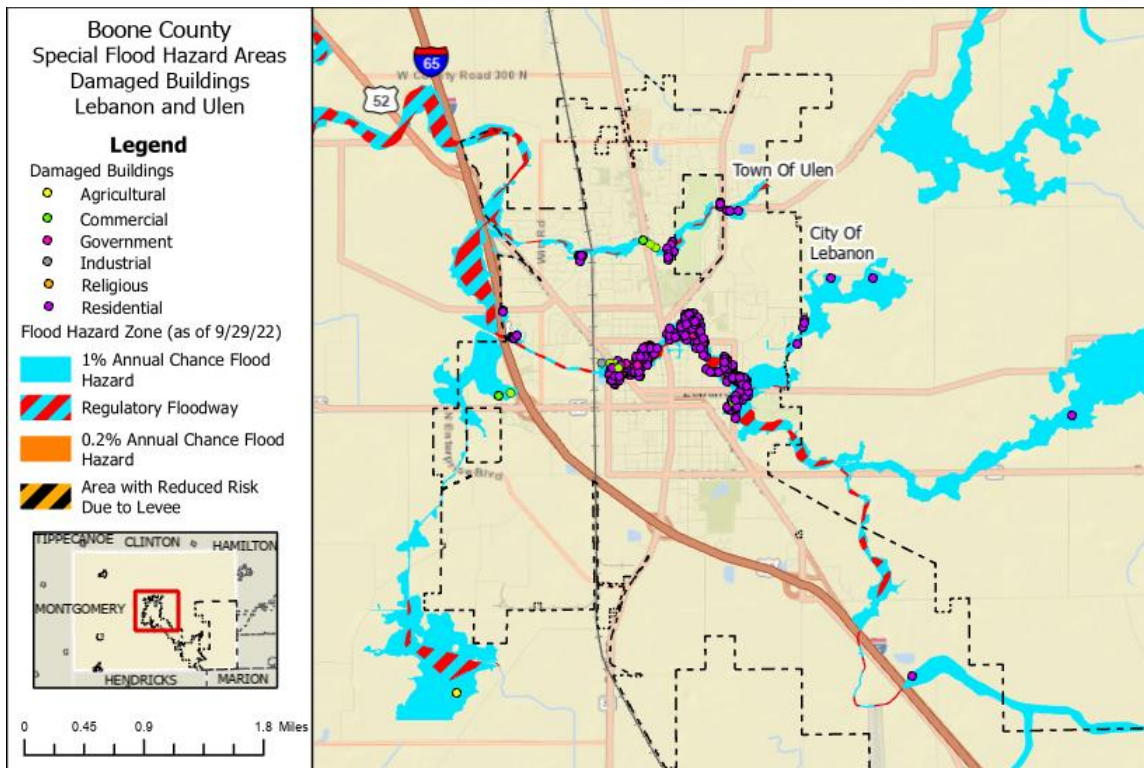 Boone County
Special Flood Hazard Areas
Damaged Buildings
Lebanon and Ulen
Legend
Damaged Buildings
Agricultural
Commercial
Government
Industrial
Religious
Residential
Flood Hazard Zone (as of 9/29/22)
1% Annual Chance Flood
Hazard
Regulatory Floodway
0.2% Annual Chance Flood
Hazard
Area with Reduced Risk
Due to Levee
TIPPECANOE CLINTON HAMILTON
MONTGOMERY
HENDRICKS MARION
0 0.45 0.9 1.8 Miles
65
W County Road 300 N
52
Town Of Ulen
City Of
Lebanon
Witt Rd
Blvd